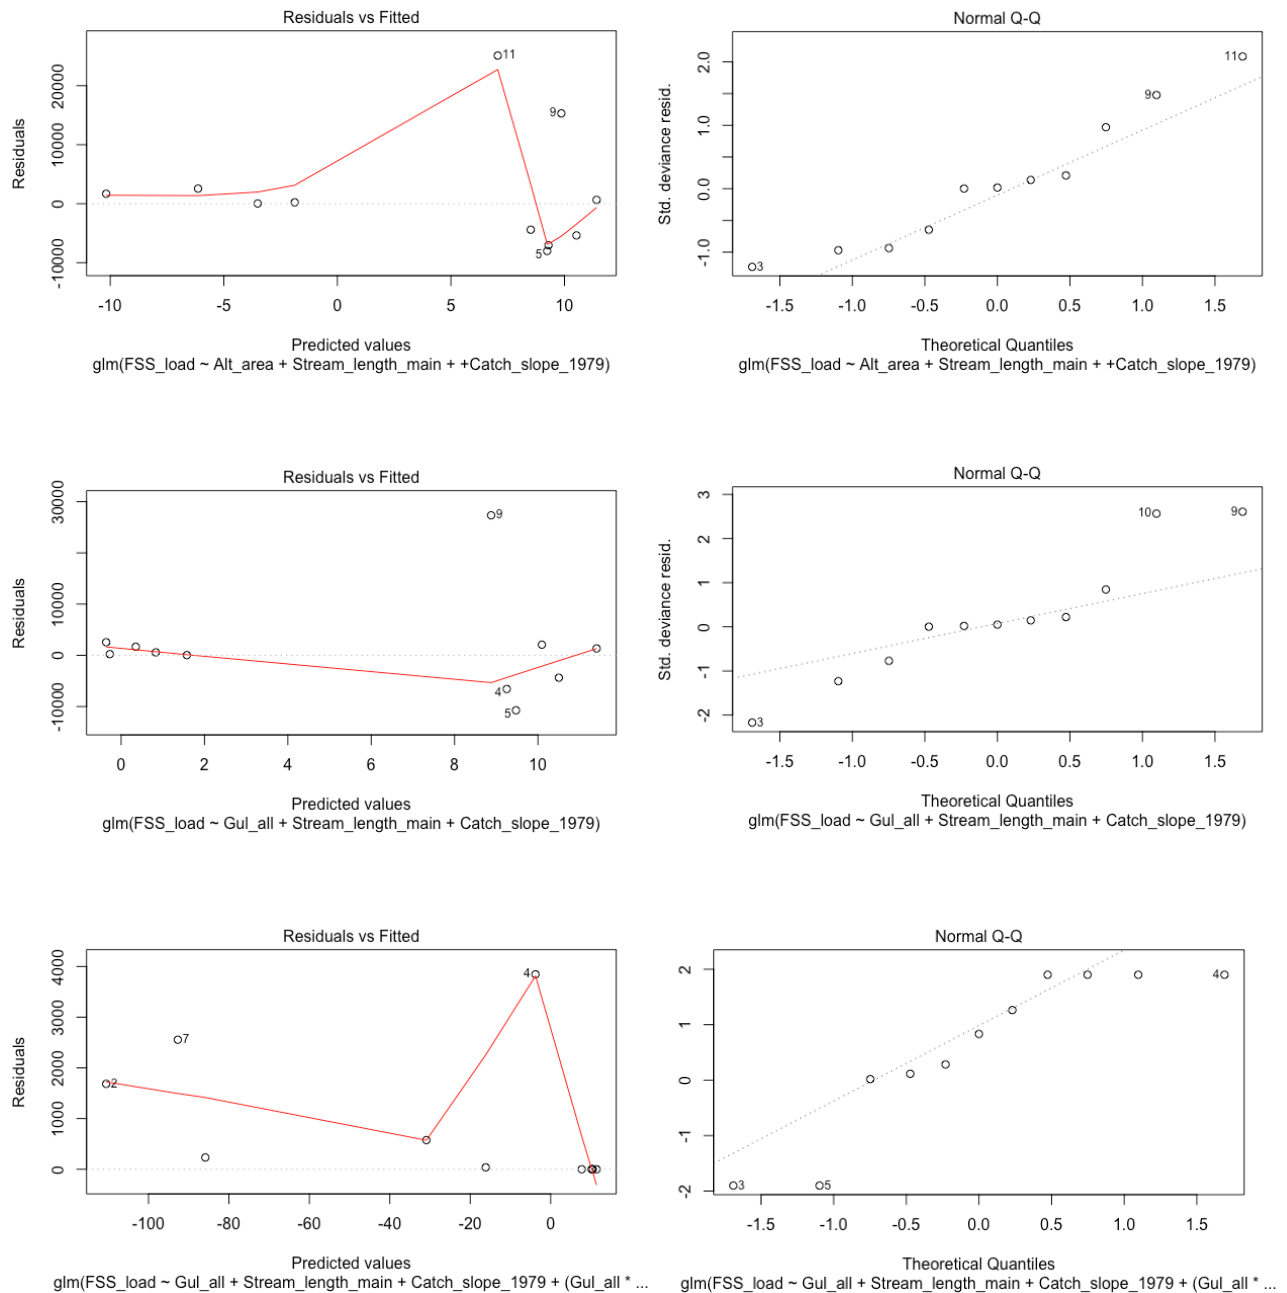 Residuals vs Fitted
Residuals
20000
10000
0
-10000
11
9
5
-10 -5 0 5 10
Predicted values
glm(FSS_load ~ Alt_area + Stream_length_main + +Catch_slope_1979)
Normal Q-Q
Std. deviance resid.
2.0
1.0
0.0
-1.0
11
9
3
-1.5 -1.0 -0.5 0.0 0.5 1.0 1.5
Theoretical Quantiles
glm(FSS_load ~ Alt_area + Stream_length_main + +Catch_slope_1979)
Residuals vs Fitted
Residuals
30000
10000
0
-10000
9
4
5
0 2 4 6 8 10
Predicted values
glm(FSS_load ~ Gul_all + Stream_length_main + Catch_slope_1979)
Normal Q-Q
Std. deviance resid.
3
2
1
0
-1
-2
10
9
3
-1.5 -1.0 -0.5 0.0 0.5 1.0 1.5
Theoretical Quantiles
glm(FSS_load ~ Gul_all + Stream_length_main + Catch_slope_1979)
Residuals vs Fitted
Residuals
4000
3000
2000
1000
0
4
7
2
-100 -80 -60 -40 -20 0
Predicted values
glm(FSS_load ~ Gul_all + Stream_length_main + Catch_slope_1979 + (Gul_all * ...
Normal Q-Q
2
1
0
-1
-2
4
3
5
-1.5 -1.0 -0.5 0.0 0.5 1.0 1.5
Theoretical Quantiles
glm(FSS_load ~ Gul_all + Stream_length_main + Catch_slope_1979 + (Gul_all * ...